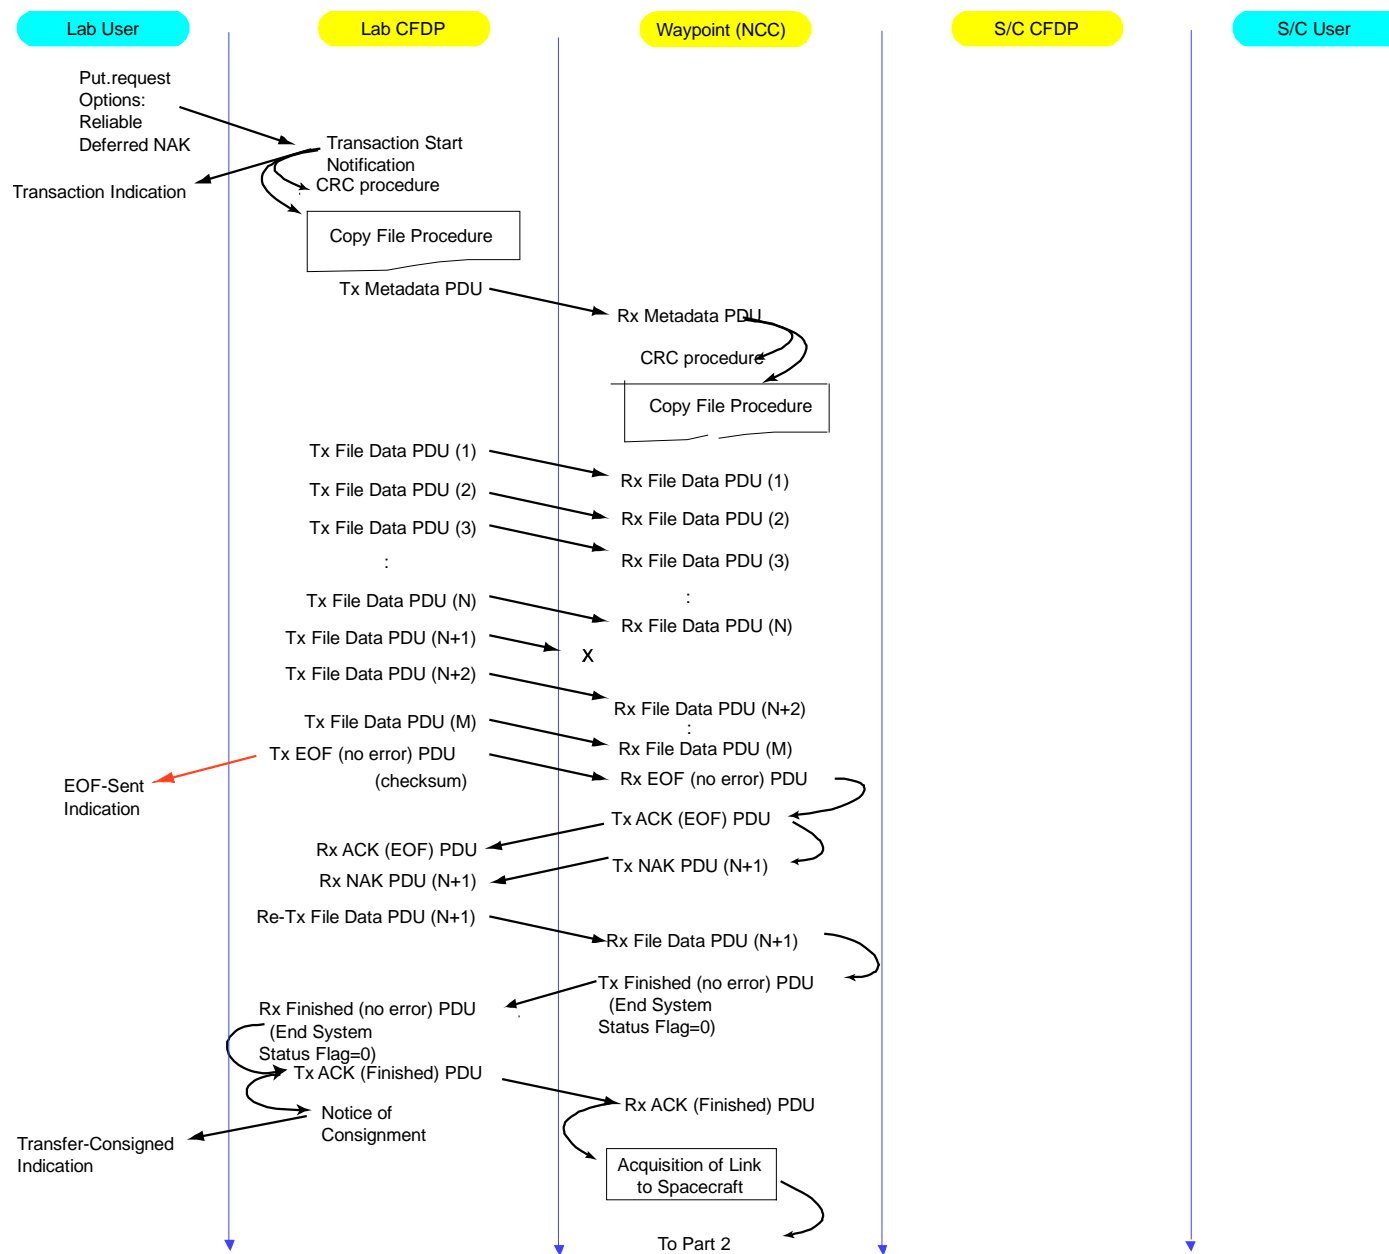 Lab User
Lab CFDP
Waypoint (NCC)
S/C CFDP
S/C User
Put.request
Options:
Reliable
Deferred NAK
Transaction Start
Notification
Transaction Indication
CRC procedure
Copy File Procedure
Tx Metadata PDU
Rx Metadata PDU
CRC procedure
Copy File Procedure
Tx File Data PDU (1)
Rx File Data PDU (1)
Tx File Data PDU (2)
Rx File Data PDU (2)
Tx File Data PDU (3)
Rx File Data PDU (3)
:
:
Tx File Data PDU (N)
Rx File Data PDU (N)
Tx File Data PDU (N+1)
X
Tx File Data PDU (N+2)
Rx File Data PDU (N+2)
:
Tx File Data PDU (M)
Rx File Data PDU (M)
Tx EOF (no error) PDU
(checksum)
Rx EOF (no error) PDU
EOF-Sent
Indication
Tx ACK (EOF) PDU
Rx ACK (EOF) PDU
Tx NAK PDU (N+1)
Rx NAK PDU (N+1)
Re-Tx File Data PDU (N+1)
Rx File Data PDU (N+1)
Tx Finished (no error) PDU
(End System
Status Flag=0)
Rx Finished (no error) PDU
(End System
Status Flag=0)
Tx ACK (Finished) PDU
Rx ACK (Finished) PDU
Notice of
Consignment
Transfer-Consigned
Indication
Acquisition of Link
to Spacecraft
To Part 2